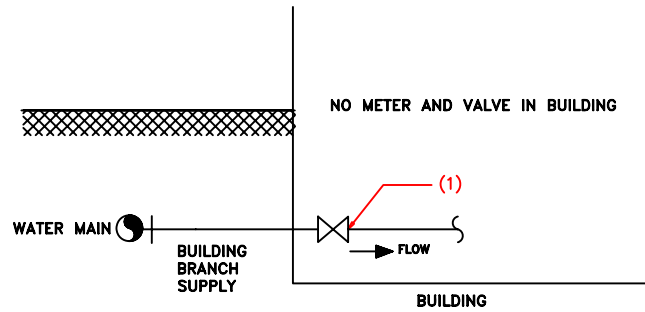 NO METER AND VALVE IN BUILDING
(1)
WATER MAIN
FLOW
BUILDING
BRANCH
SUPPLY
BUILDING